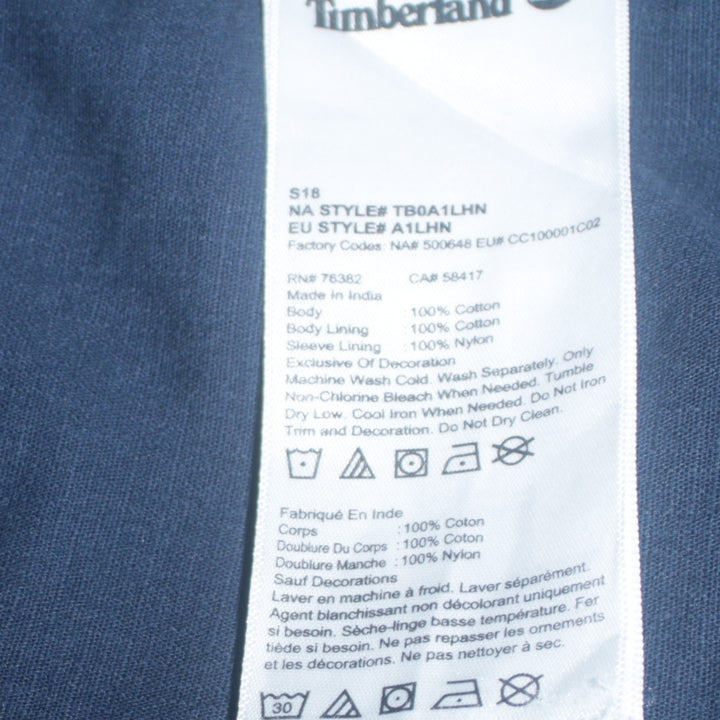 Timberland
S18
NA STYLE# TB0A1LHN
EU STYLE# A1LHN
Factory Codes: NA# 500648 EU# CC100001C02
RN# 76382 CA# 58417
Made in India
Body : 100% Cotton
Body Lining : 100% Cotton
Sleeve Lining : 100% Nylon
Exclusive Of Decoration
Machine Wash Cold. Wash Separately. Only
Non-Chlorine Bleach When Needed. Tumble
Dry Low. Cool Iron When Needed. Do Not Iron
Trim and Decoration. Do Not Dry Clean.
Fabriqué En Inde
Corps : 100% Coton
Doublure Du Corps : 100% Coton
Doublure Manche : 100% Nylon
Sauf Decorations
Laver en machine à froid. Laver séparément.
Agent blanchissant non décolorant uniquement
si besoin. Sèche-linge basse température. Fer
tiède si besoin. Ne pas repasser les ornements
et les décorations. Ne pas nettoyer à sec.
30